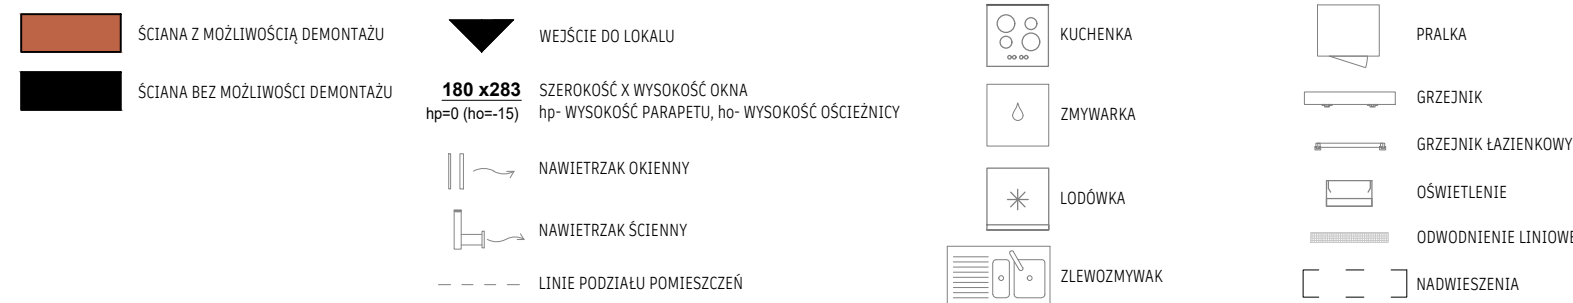 ŚCIANA Z MOŻLIWOŚCIĄ DEMONTAŻU
ŚCIANA BEZ MOŻLIWOŚCI DEMONTAŻU
WEJŚCIE DO LOKALU
180 x283
hp=0 (ho=-15)
SZEROKOŚĆ X WYSOKOŚĆ OKNA
hp- WYSOKOŚĆ PARAPETU, ho- WYSOKOŚĆ OŚCIEŻNICY
NAWIETRZAK OKIENNY
NAWIETRZAK ŚCIENNY
LINIE PODZIAŁU POMIESZCZEŃ
KUCHENKA
ZMYWARKA
LODÓWKA
ZLEWOZMYWAK
PRALKA
GRZEJNIK
GRZEJNIK ŁAZIENKOWY
OŚWIETLENIE
ODWODNIENIE LINIOWE
NADWIESZENIA